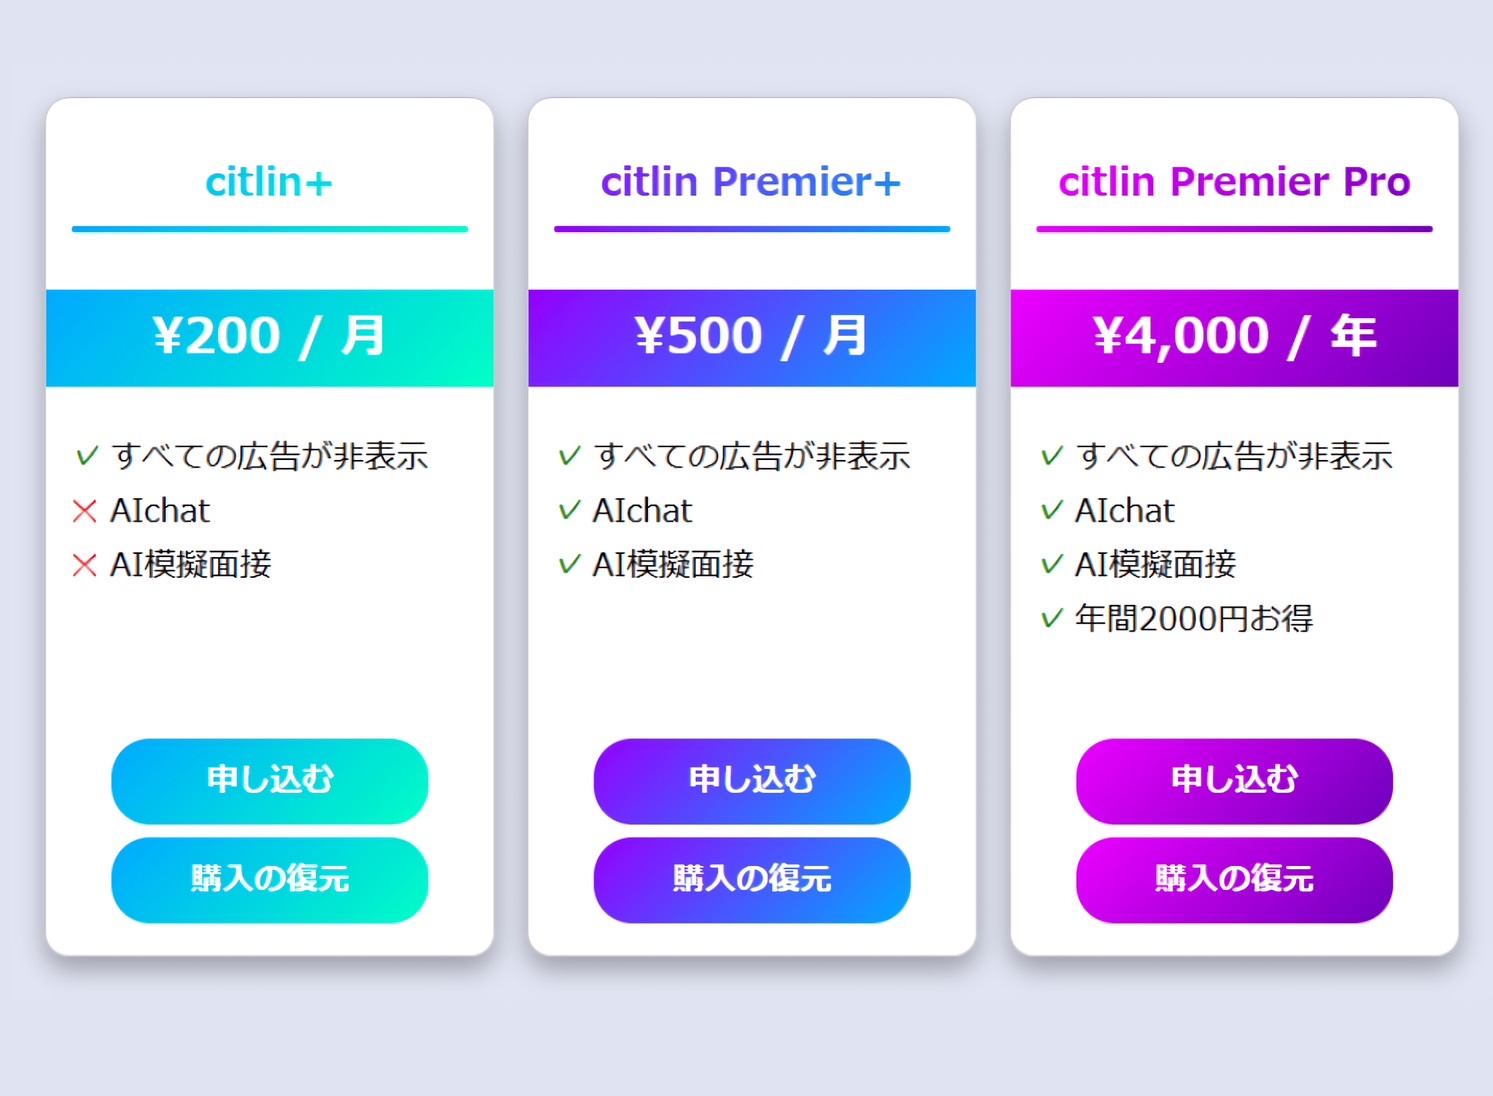 citlin+
¥200 / 月
✓ すべての広告が非表示
× AIchat
× AI模擬面接
申し込む
購入の復元
citlin Premier+
¥500 / 月
✓ すべての広告が非表示
✓ AIchat
✓ AI模擬面接
申し込む
購入の復元
citlin Premier Pro
¥4,000 / 年
✓ すべての広告が非表示
✓ AIchat
✓ AI模擬面接
✓ 年間2000円お得
申し込む
購入の復元